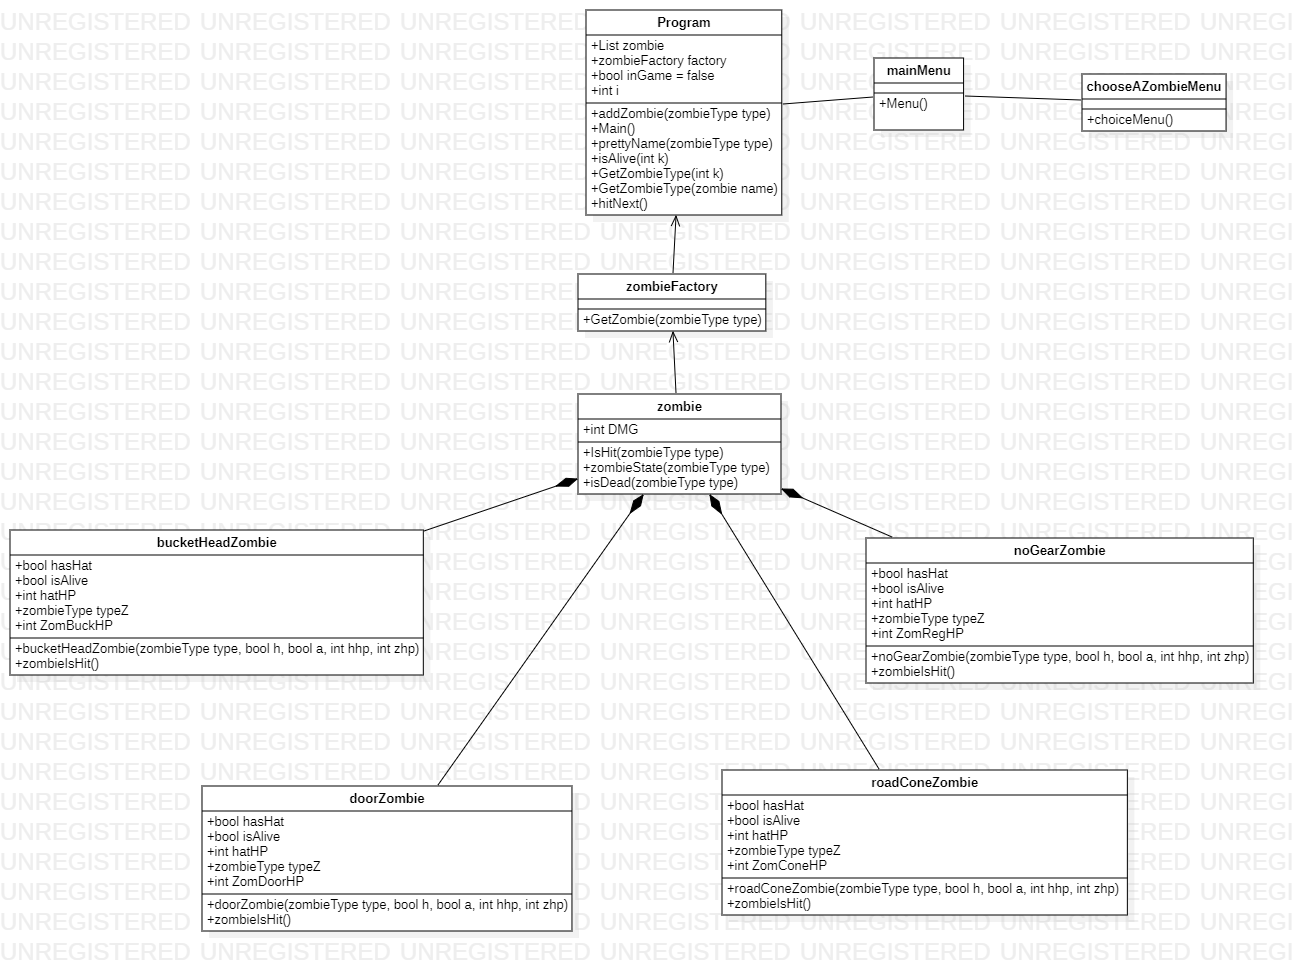 Program
+List zombie
+zombieFactory factory
+bool inGame = false
+int i
+addZombie(zombieType type)
+Main()
+prettyName(zombieType type)
+isAlive(int k)
+GetZombieType(int k)
+GetZombieType(zombie name)
+hitNext()
mainMenu
+Menu()
chooseAZombieMenu
+choiceMenu()
zombieFactory
+GetZombie(zombieType type)
zombie
+int DMG
+IsHit(zombieType type)
+zombieState(zombieType type)
+isDead(zombieType type)
bucketHeadZombie
+bool hasHat
+bool isAlive
+int hatHP
+zombieType typeZ
+int ZomBuckHP
+bucketHeadZombie(zombieType type, bool h, bool a, int hhp, int zhp)
+zombieIsHit()
noGearZombie
+bool hasHat
+bool isAlive
+int hatHP
+zombieType typeZ
+int ZomRegHP
+noGearZombie(zombieType type, bool h, bool a, int hhp, int zhp)
+zombieIsHit()
doorZombie
+bool hasHat
+bool isAlive
+int hatHP
+zombieType typeZ
+int ZomDoorHP
+doorZombie(zombieType type, bool h, bool a, int hhp, int zhp)
+zombieIsHit()
roadConeZombie
+bool hasHat
+bool isAlive
+int hatHP
+zombieType typeZ
+int ZomConeHP
+roadConeZombie(zombieType type, bool h, bool a, int hhp, int zhp)
+zombieIsHit()
UNREGISTERED